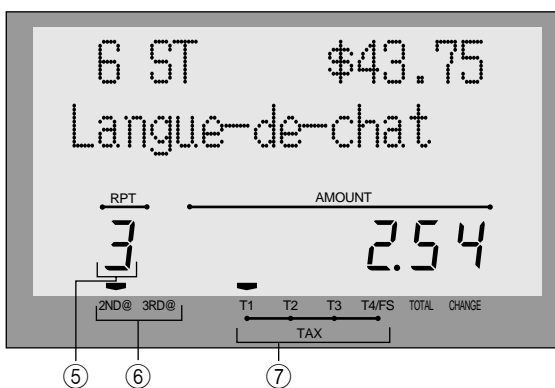 6 ST $43.75
Langue-de-chat
RPT AMOUNT
3 2.54
2ND@ 3RD@ T1 T2 T3 T4/FS TOTAL CHANGE
TAX
⑤ ⑥ ⑦